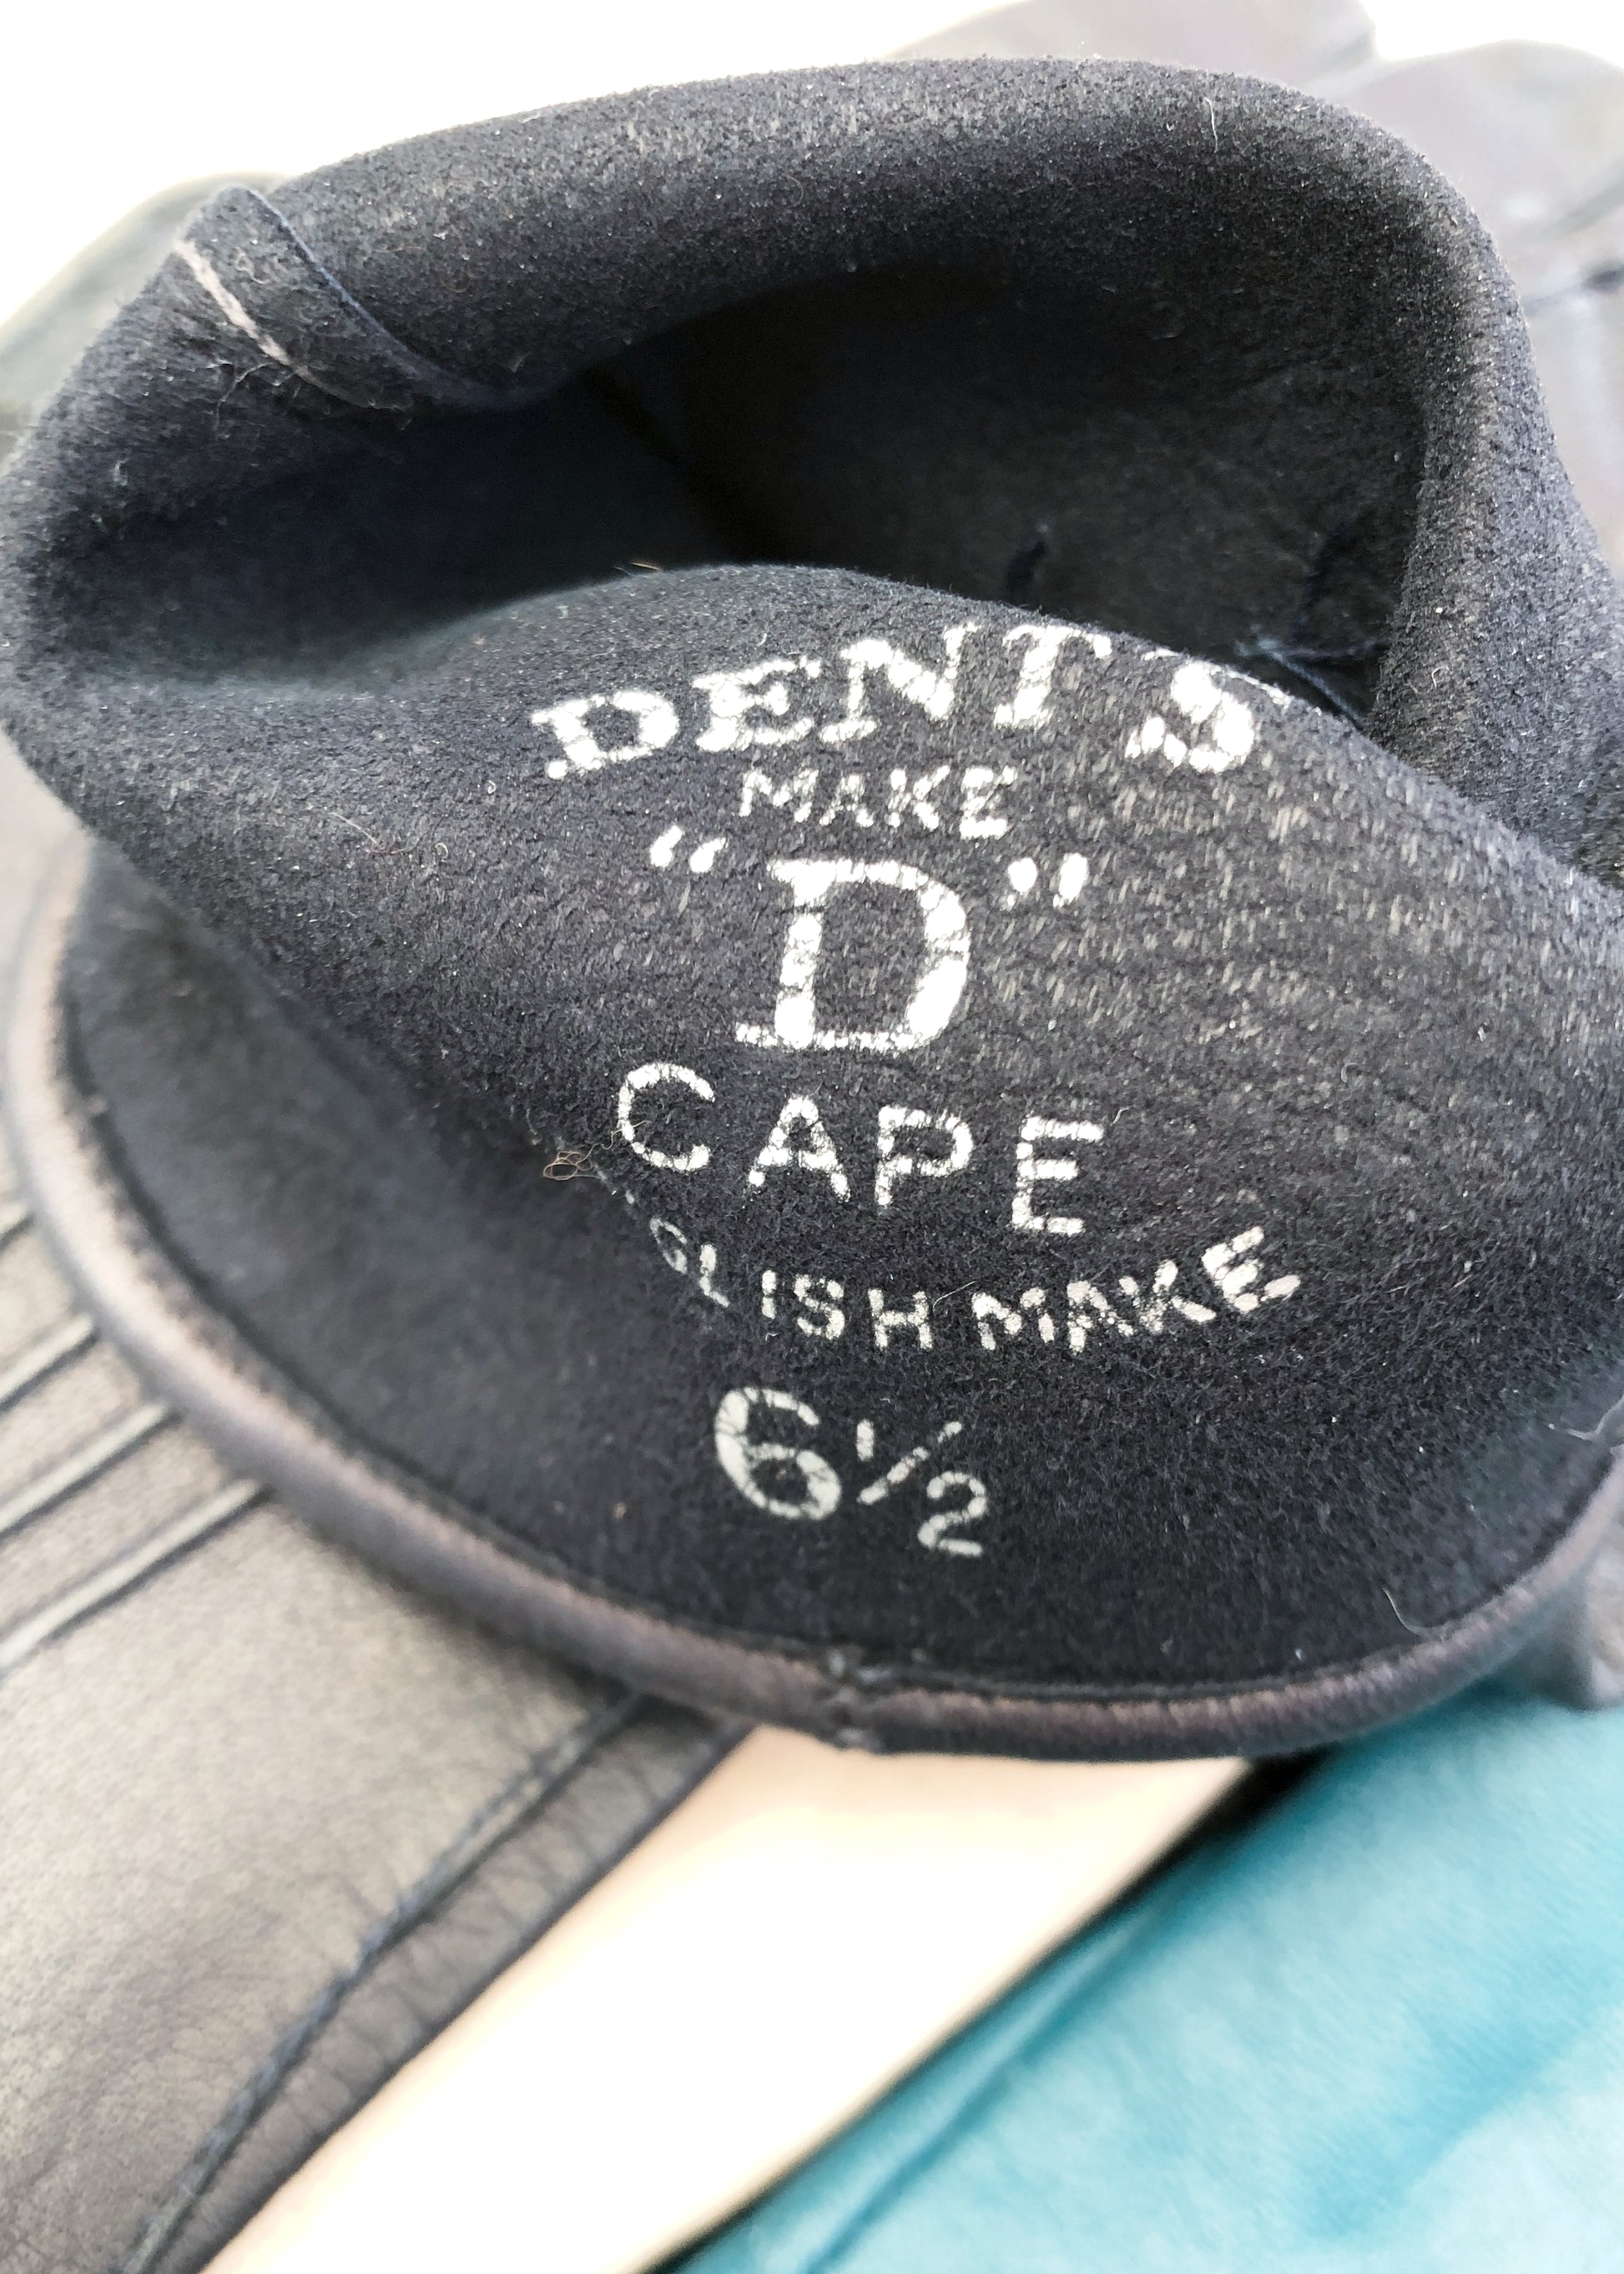 DENT'S
MAKE
"D"
CAPE
GLISH MAKE
6½